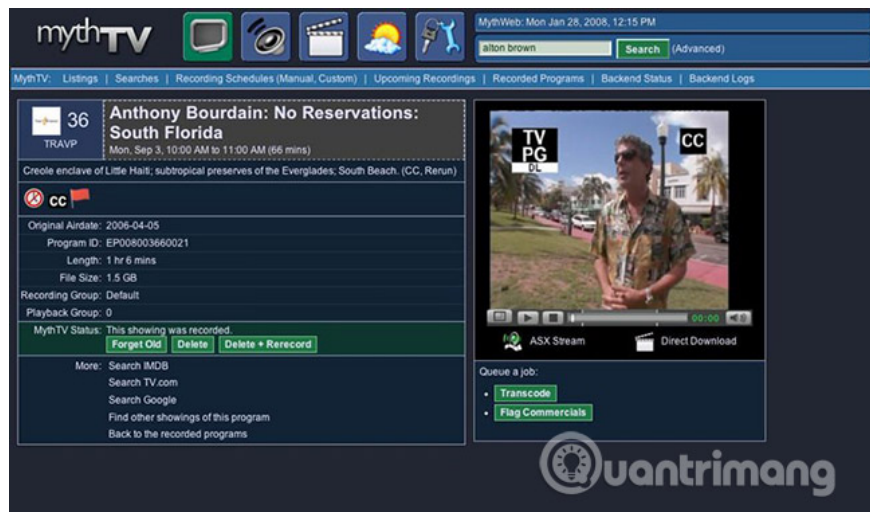 mythTV
MythWeb: Mon Jan 28, 2008, 12:15 PM
alton brown
Search
(Advanced)
MythTV: Listings | Searches | Recording Schedules (Manual, Custom) | Upcoming Recordings | Recorded Programs | Backend Status | Backend Logs
36
TRAVP
Anthony Bourdain: No Reservations:
South Florida
Mon, Sep 3, 10:00 AM to 11:00 AM (66 mins)
Creole enclave of Little Haiti; subtropical preserves of the Everglades; South Beach. (CC, Rerun)
CC
Original Airdate: 2006-04-05
Program ID: EP008003660021
Length: 1 hr 6 mins
File Size: 1.5 GB
Recording Group: Default
Playback Group: 0
MythTV Status: This showing was recorded.
Forget Old Delete Delete + Rerecord
More: Search IMDB
Search TV.com
Search Google
Find other showings of this program
Back to the recorded programs
TV
PG
DL
CC
00:00
ASX Stream
Direct Download
Queue a job:
• Transcode
• Flag Commercials
Quantrimang